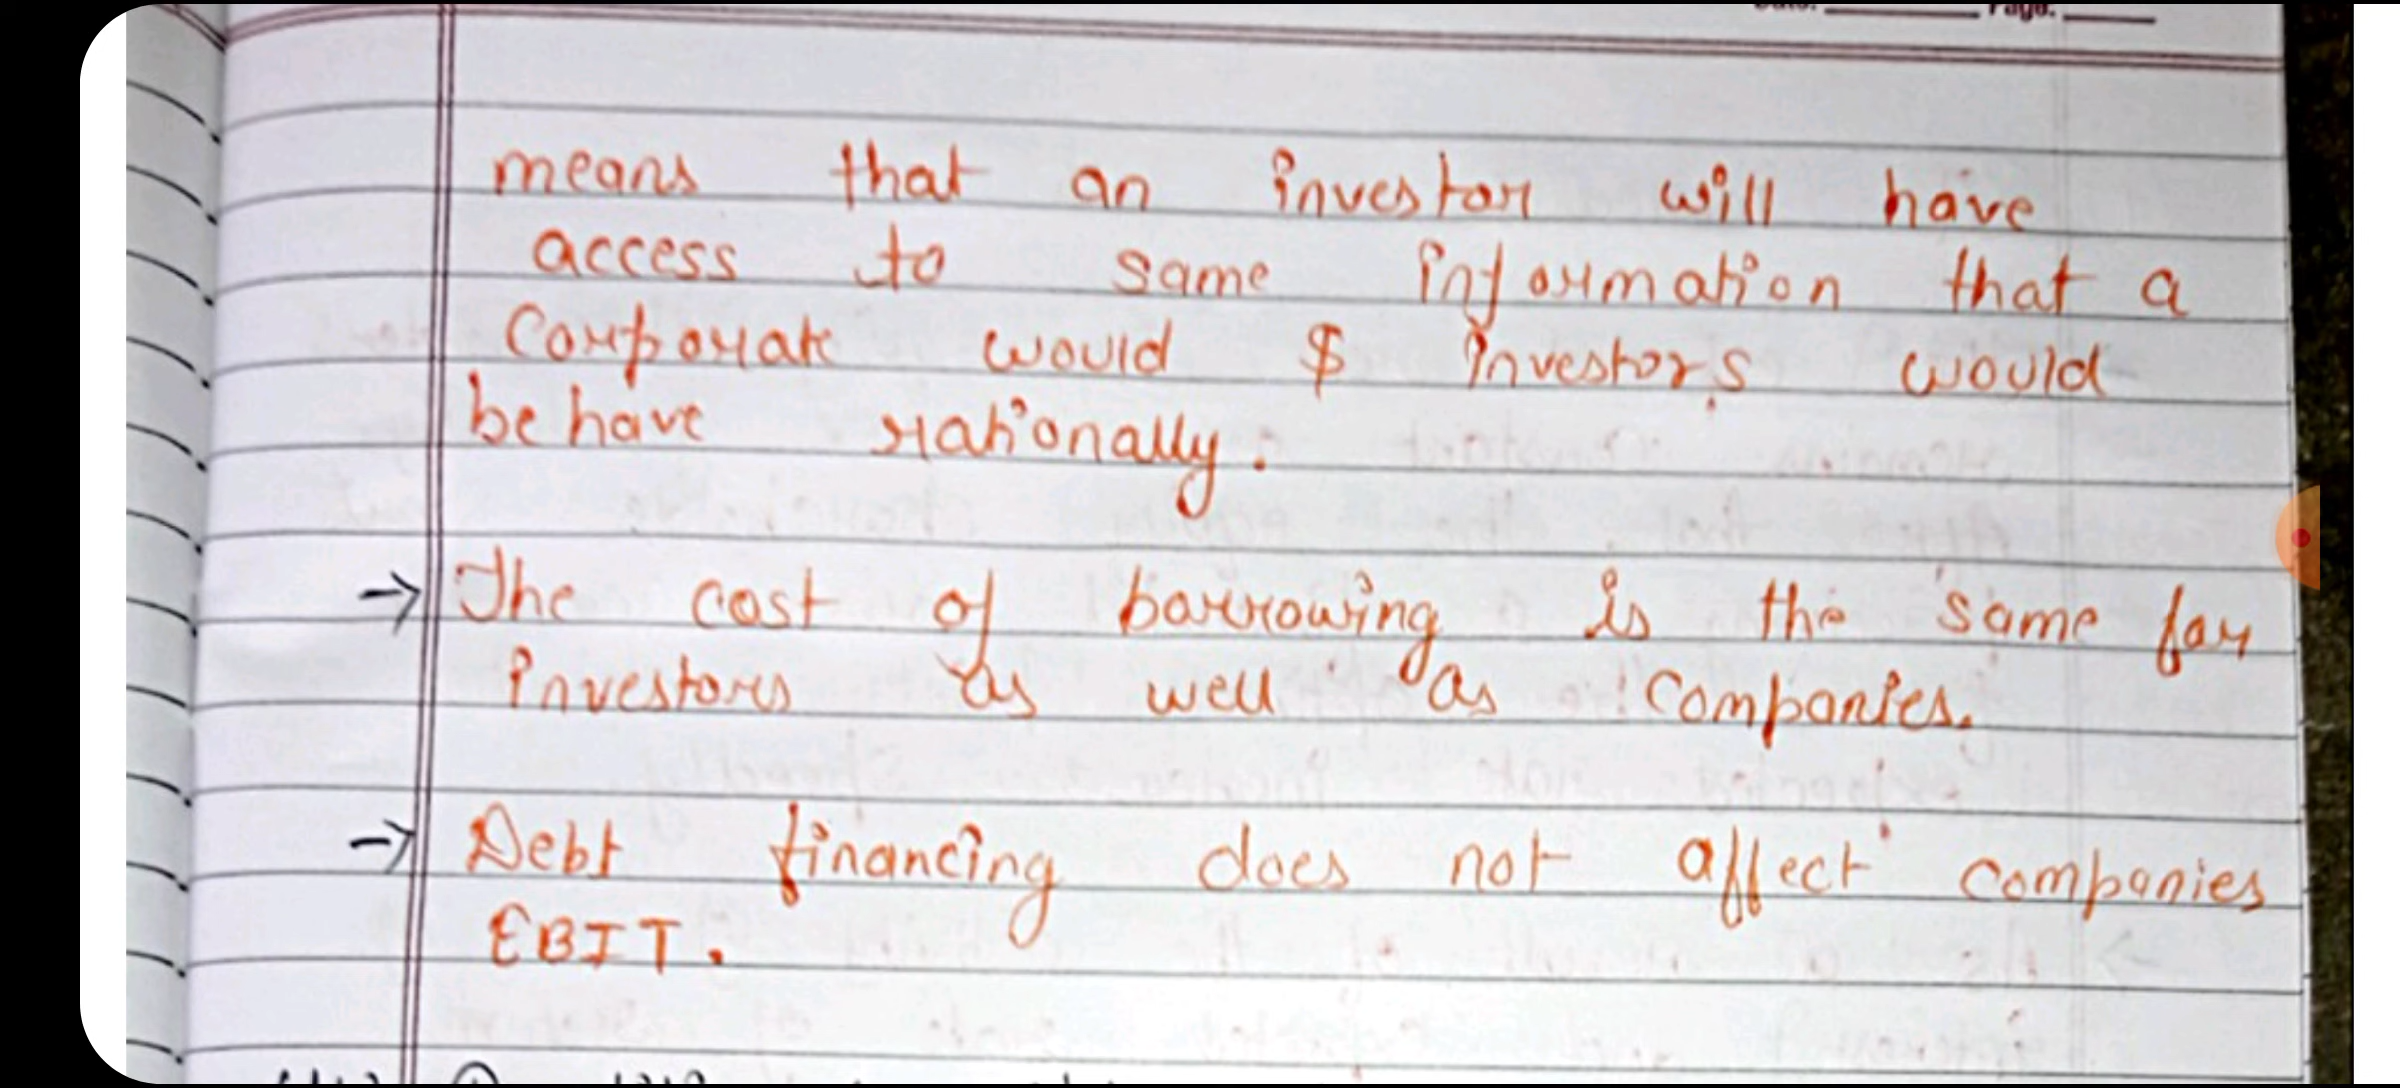 Page.
means that an investor will have
access to same information that a
Corporate would $ investors would
behave rationally.
→ The cost of borrowing is the same for
investors as well as Companies.
→ Debt financing does not affect companies
EBIT.